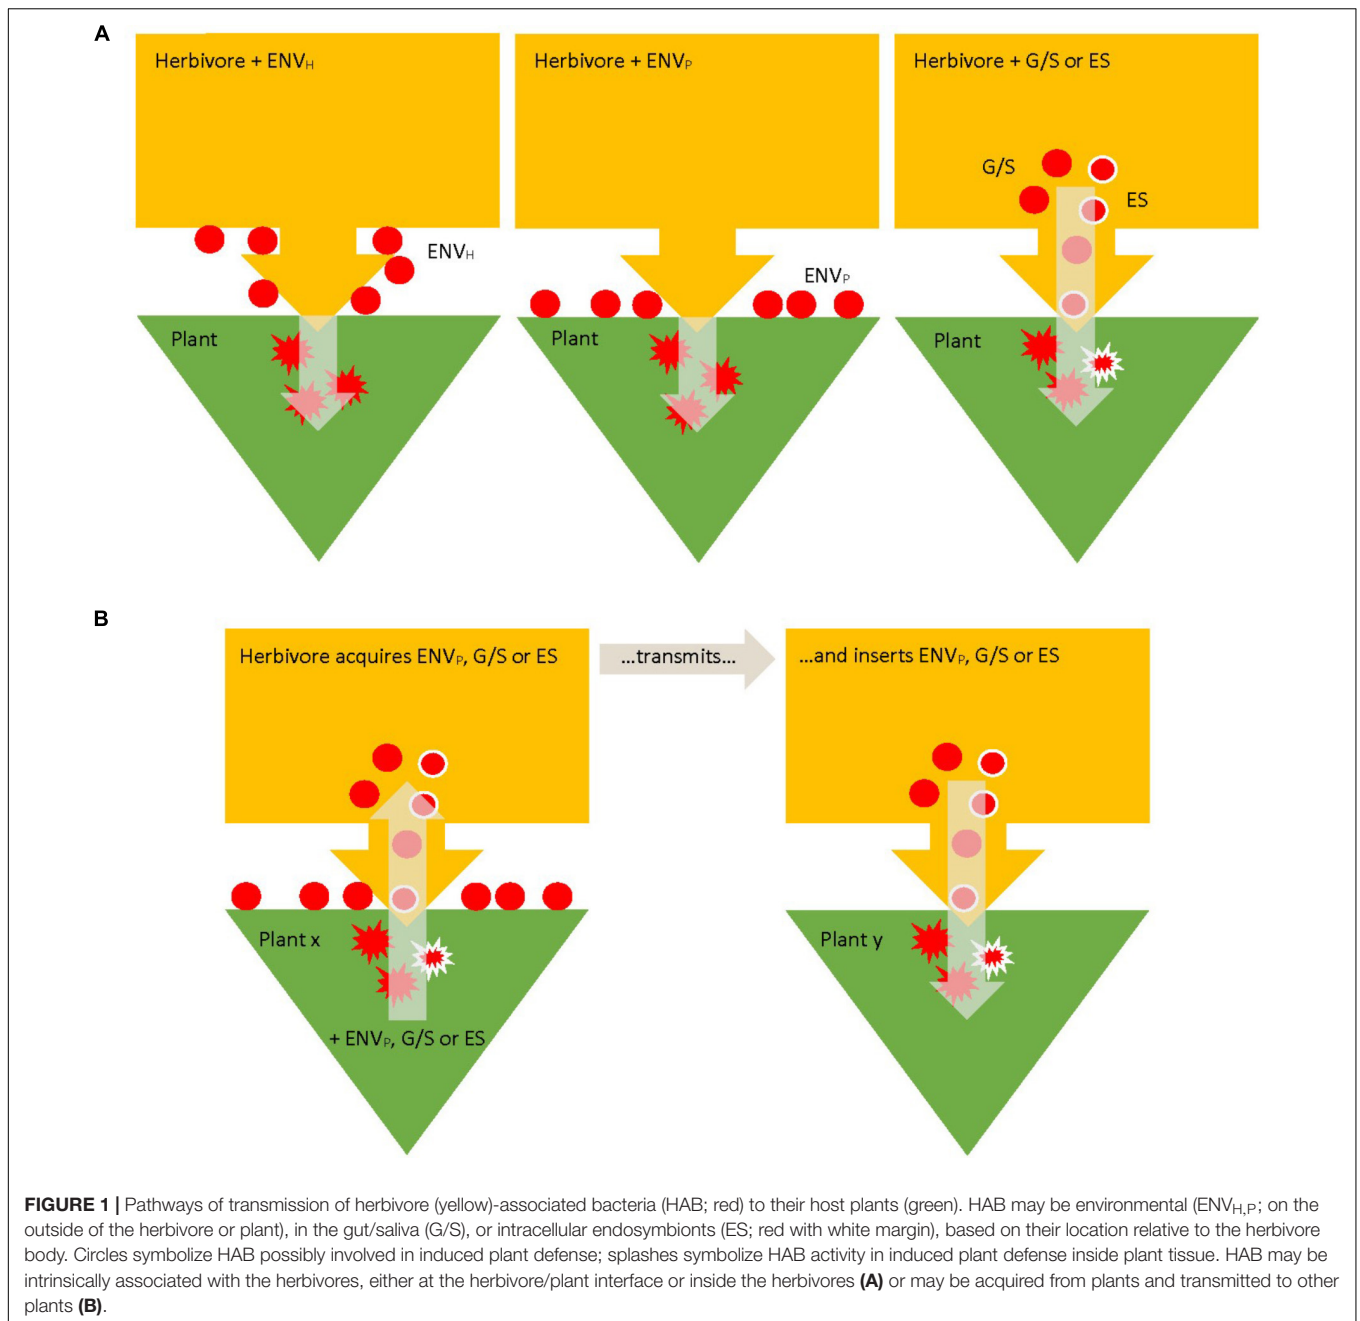 A
Herbivore + ENVH
Herbivore + ENVP
Herbivore + G/S or ES
G/S
ES
ENVH
ENVP
Plant
Plant
Plant
B
Herbivore acquires ENVP, G/S or ES
...transmits...
...and inserts ENVP, G/S or ES
Plant x
Plant y
+ ENVP, G/S or ES
FIGURE 1 | Pathways of transmission of herbivore (yellow)-associated bacteria (HAB; red) to their host plants (green). HAB may be environmental (ENVH,P; on the
outside of the herbivore or plant), in the gut/saliva (G/S), or intracellular endosymbionts (ES; red with white margin), based on their location relative to the herbivore
body. Circles symbolize HAB possibly involved in induced plant defense; splashes symbolize HAB activity in induced plant defense inside plant tissue. HAB may be
intrinsically associated with the herbivores, either at the herbivore/plant interface or inside the herbivores (A) or may be acquired from plants and transmitted to other
plants (B).